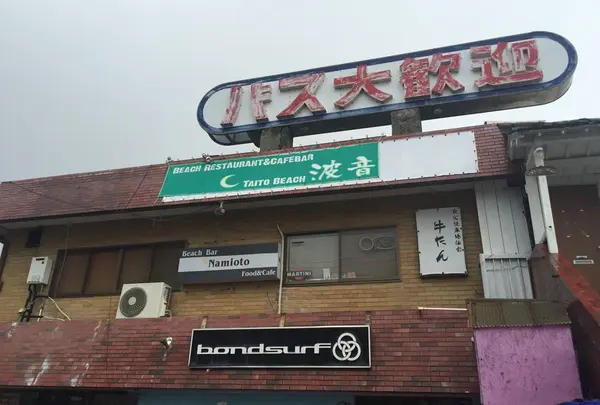 バス大歓迎
BEACH RESTAURANT&CAFEBAR
TAITO BEACH 波音
Beach Bar
Namioto
Food&Cafe
MARTINI
牛たん
bondsurf